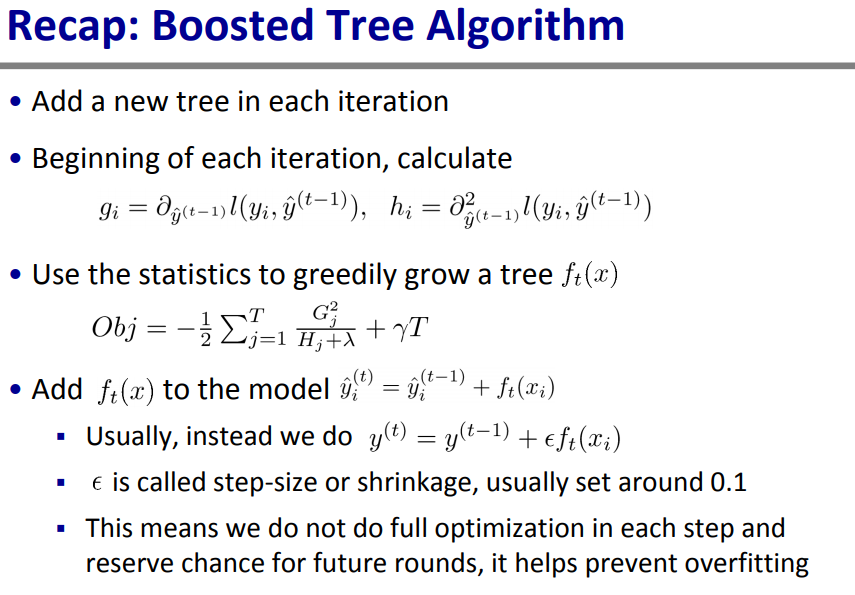 Recap: Boosted Tree Algorithm
• Add a new tree in each iteration
• Beginning of each iteration, calculate
$g_i = \partial_{\hat{y}^{(t-1)}} l(y_i, \hat{y}^{(t-1)}), \quad h_i = \partial^2_{\hat{y}^{(t-1)}} l(y_i, \hat{y}^{(t-1)})$
• Use the statistics to greedily grow a tree $f_t(x)$
$Obj = -\frac{1}{2} \sum_{j=1}^{T} \frac{G_j^2}{H_j + \lambda} + \gamma T$
• Add $f_t(x)$ to the model $\hat{y}_i^{(t)} = \hat{y}_i^{(t-1)} + f_t(x_i)$
▪ Usually, instead we do $y^{(t)} = y^{(t-1)} + \epsilon f_t(x_i)$
▪ $\epsilon$ is called step-size or shrinkage, usually set around 0.1
▪ This means we do not do full optimization in each step and
reserve chance for future rounds, it helps prevent overfitting